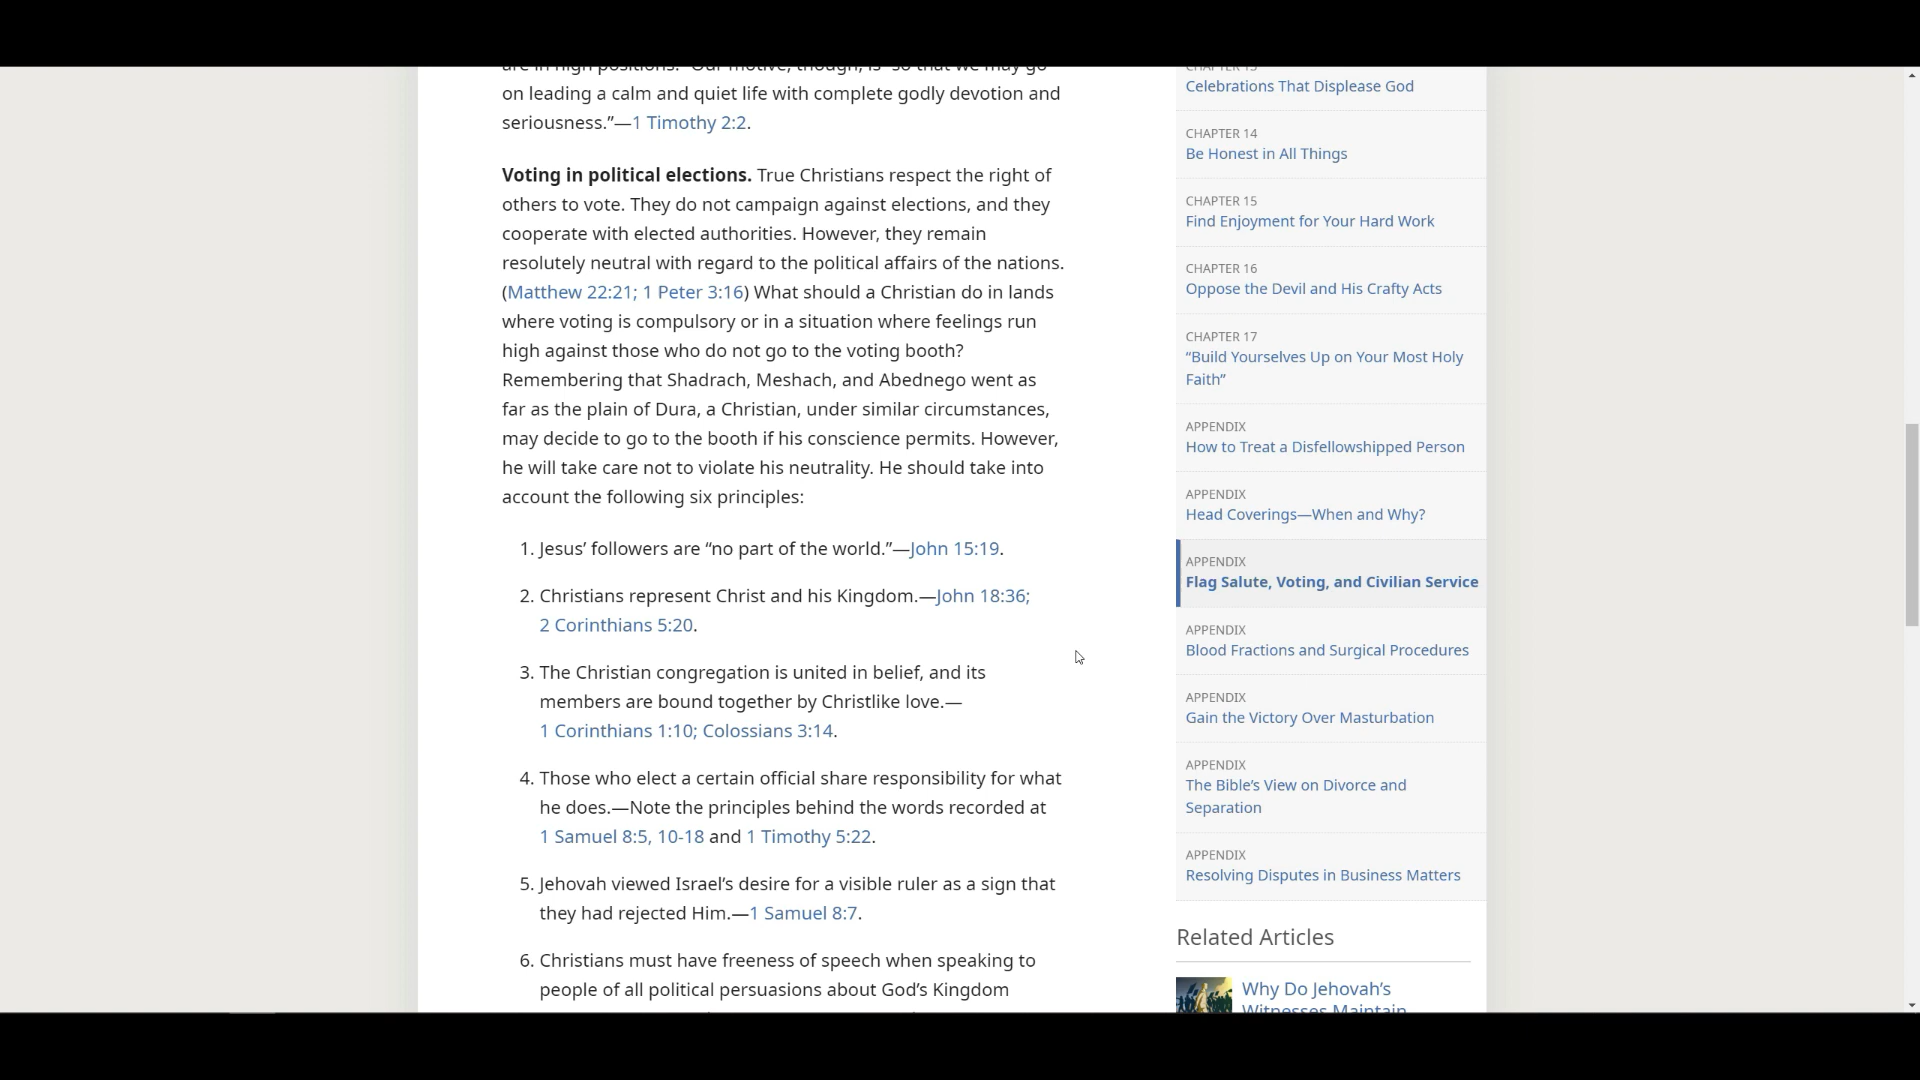 are in high positions.” Our motive, though, is “so that we may go
on leading a calm and quiet life with complete godly devotion and
seriousness.”—1 Timothy 2:2.
Voting in political elections. True Christians respect the right of
others to vote. They do not campaign against elections, and they
cooperate with elected authorities. However, they remain
resolutely neutral with regard to the political affairs of the nations.
(Matthew 22:21; 1 Peter 3:16) What should a Christian do in lands
where voting is compulsory or in a situation where feelings run
high against those who do not go to the voting booth?
Remembering that Shadrach, Meshach, and Abednego went as
far as the plain of Dura, a Christian, under similar circumstances,
may decide to go to the booth if his conscience permits. However,
he will take care not to violate his neutrality. He should take into
account the following six principles:
1. Jesus’ followers are “no part of the world.”—John 15:19.
2. Christians represent Christ and his Kingdom.—John 18:36;
2 Corinthians 5:20.
3. The Christian congregation is united in belief, and its
members are bound together by Christlike love.—
1 Corinthians 1:10; Colossians 3:14.
4. Those who elect a certain official share responsibility for what
he does.—Note the principles behind the words recorded at
1 Samuel 8:5, 10-18 and 1 Timothy 5:22.
5. Jehovah viewed Israel’s desire for a visible ruler as a sign that
they had rejected Him.—1 Samuel 8:7.
6. Christians must have freeness of speech when speaking to
people of all political persuasions about God’s Kingdom
CHAPTER 13
Celebrations That Displease God
CHAPTER 14
Be Honest in All Things
CHAPTER 15
Find Enjoyment for Your Hard Work
CHAPTER 16
Oppose the Devil and His Crafty Acts
CHAPTER 17
“Build Yourselves Up on Your Most Holy
Faith”
APPENDIX
How to Treat a Disfellowshipped Person
APPENDIX
Head Coverings—When and Why?
APPENDIX
Flag Salute, Voting, and Civilian Service
APPENDIX
Blood Fractions and Surgical Procedures
APPENDIX
Gain the Victory Over Masturbation
APPENDIX
The Bible’s View on Divorce and
Separation
APPENDIX
Resolving Disputes in Business Matters
Related Articles
Why Do Jehovah’s
Witnesses Maintain